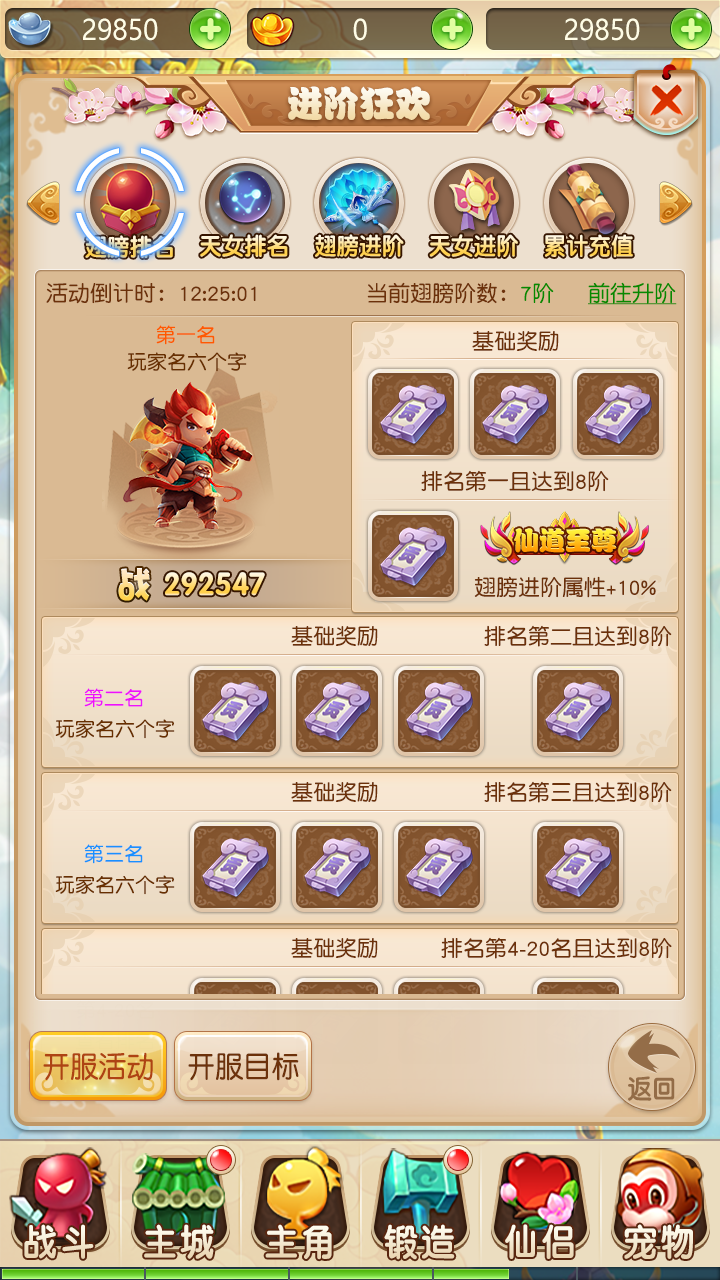 29850 0 29850
进阶狂欢
翅膀排名 天女排名 翅膀进阶 天女进阶 累计充值
活动倒计时：12:25:01 当前翅膀阶数：7阶 前往升阶
第一名
玩家名六个字
战 292547
基础奖励
排名第一且达到8阶
仙道至尊
翅膀进阶属性+10%
基础奖励 排名第二且达到8阶
第二名
玩家名六个字
基础奖励 排名第三且达到8阶
第三名
玩家名六个字
基础奖励 排名第4-20名且达到8阶
开服活动 开服目标 返回
战斗 主城 主角 锻造 仙侣 宠物